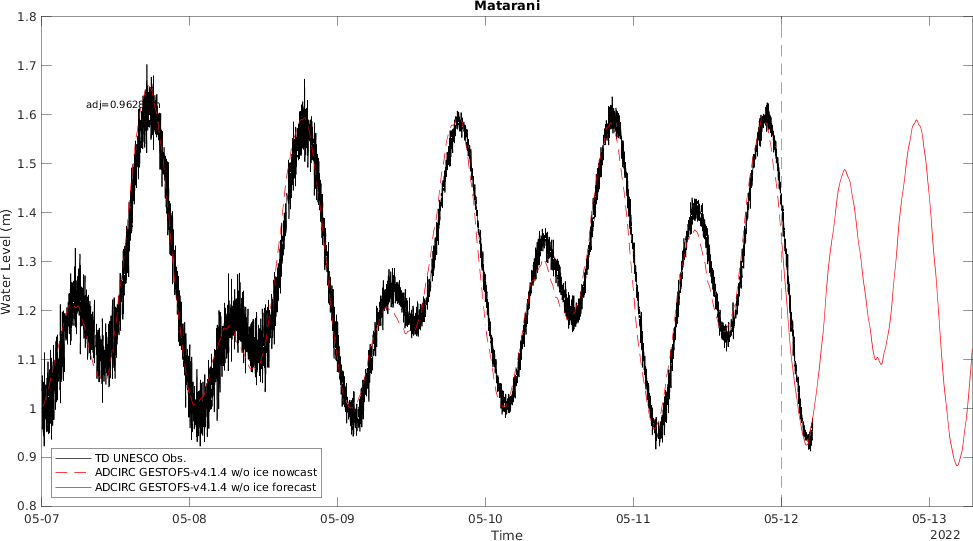 Matarani
1.8
1.7
1.6
1.5
1.4
1.3
1.2
1.1
1
0.9
0.8
Water Level (m)
adj=0.9628
TD UNESCO Obs.
ADCIRC GESTOFS-v4.1.4 w/o ice nowcast
ADCIRC GESTOFS-v4.1.4 w/o ice forecast
05-07 05-08 05-09 05-10 05-11 05-12 05-13
Time
2022